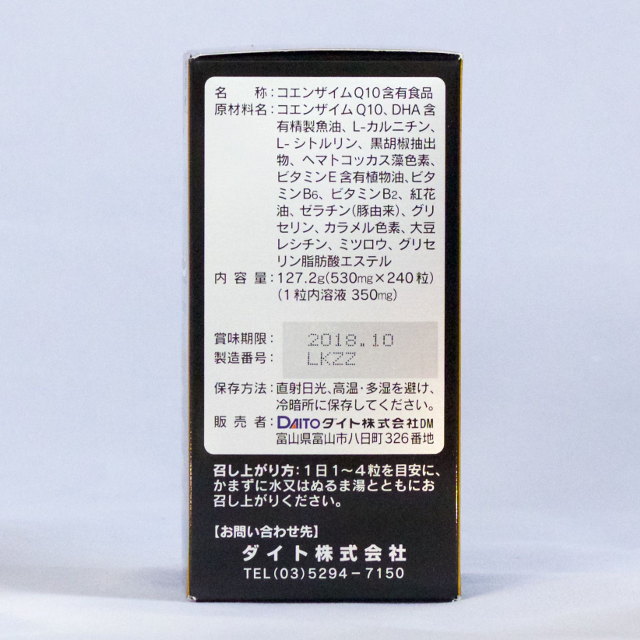 名 称:コエンザイムQ10含有食品
原材料名:コエンザイムQ10、DHA含
有精製魚油、L-カルニチン、
L-シトルリン、黒胡椒抽出
物、ヘマトコッカス藻色素、
ビタミンE含有植物油、ビタ
ミンB6、ビタミンB2、紅花
油、ゼラチン(豚由来)、グリ
セリン、カラメル色素、大豆
レシチン、ミツロウ、グリセ
リン脂肪酸エステル
内 容 量:127.2g(530mg×240粒)
(1粒内溶液 350mg)
賞味期限: 2018.10
製造番号: LKZZ
保存方法:直射日光、高温・多湿を避け、
冷暗所に保存してください。
販 売 者:DAITOダイト株式会社DM
富山県富山市八日町326番地
召し上がり方:1日1〜4粒を目安に、
かまずに水又はぬるま湯とともにお
召し上がりください。
【お問い合わせ先】
ダイト株式会社
TEL(03)5294-7150